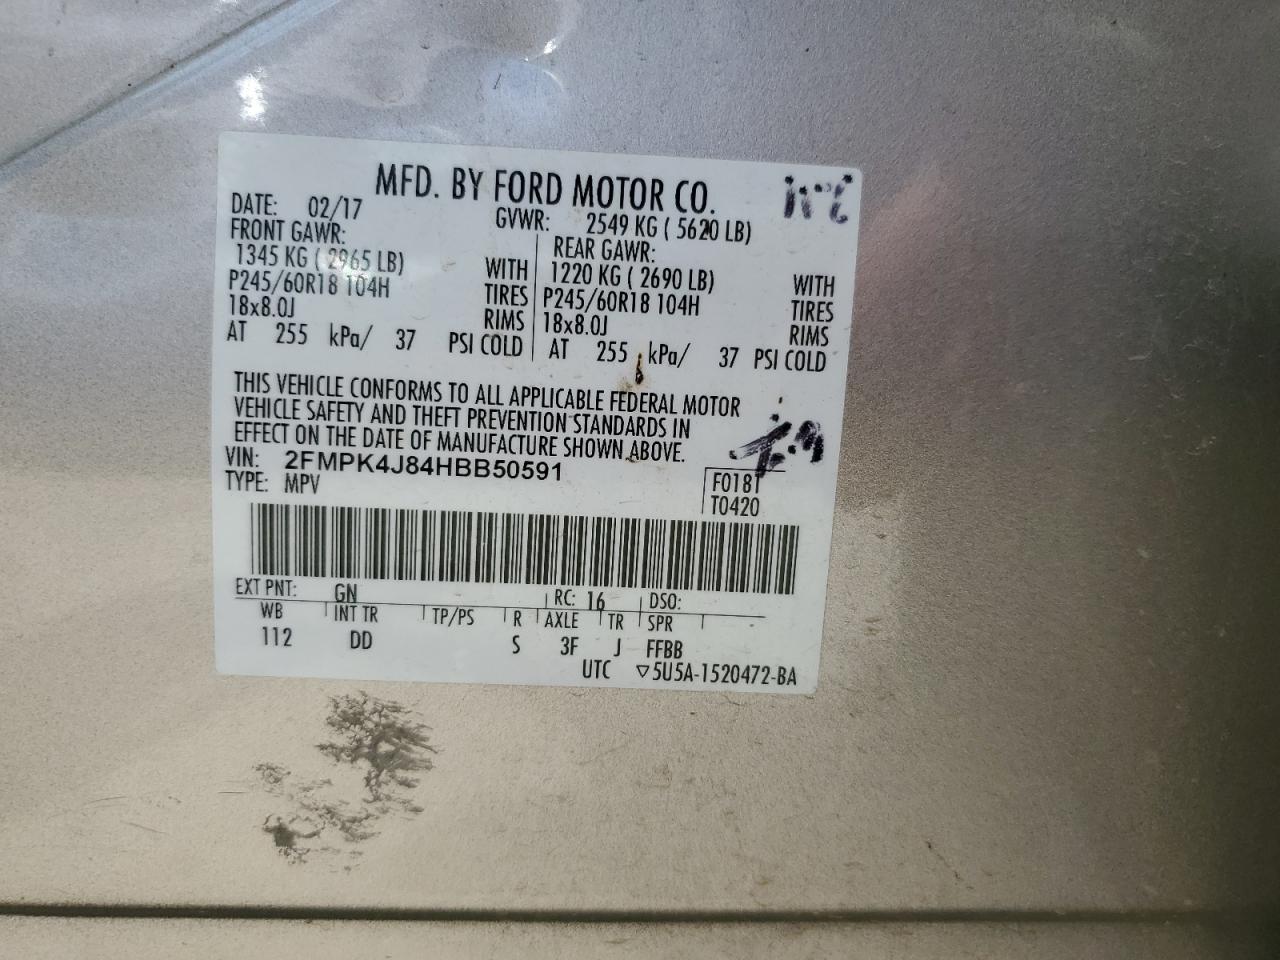 MFD. BY FORD MOTOR CO.
DATE: 02/17 GVWR: 2549 KG ( 5620 LB)
FRONT GAWR: REAR GAWR:
1345 KG ( 2965 LB) WITH 1220 KG ( 2690 LB) WITH
P245/60R18 104H TIRES P245/60R18 104H TIRES
18x8.0J RIMS 18x8.0J RIMS
AT 255 kPa/ 37 PSI COLD AT 255 kPa/ 37 PSI COLD
THIS VEHICLE CONFORMS TO ALL APPLICABLE FEDERAL MOTOR
VEHICLE SAFETY AND THEFT PREVENTION STANDARDS IN
EFFECT ON THE DATE OF MANUFACTURE SHOWN ABOVE.
VIN: 2FMPK4J84HBB50591
TYPE: MPV
F0181
T0420
EXT PNT: GN RC: 16 DSO:
WB INT TR TP/PS R AXLE TR SPR
112 DD S 3F J FFBB
UTC ▽5U5A-1520472-BA